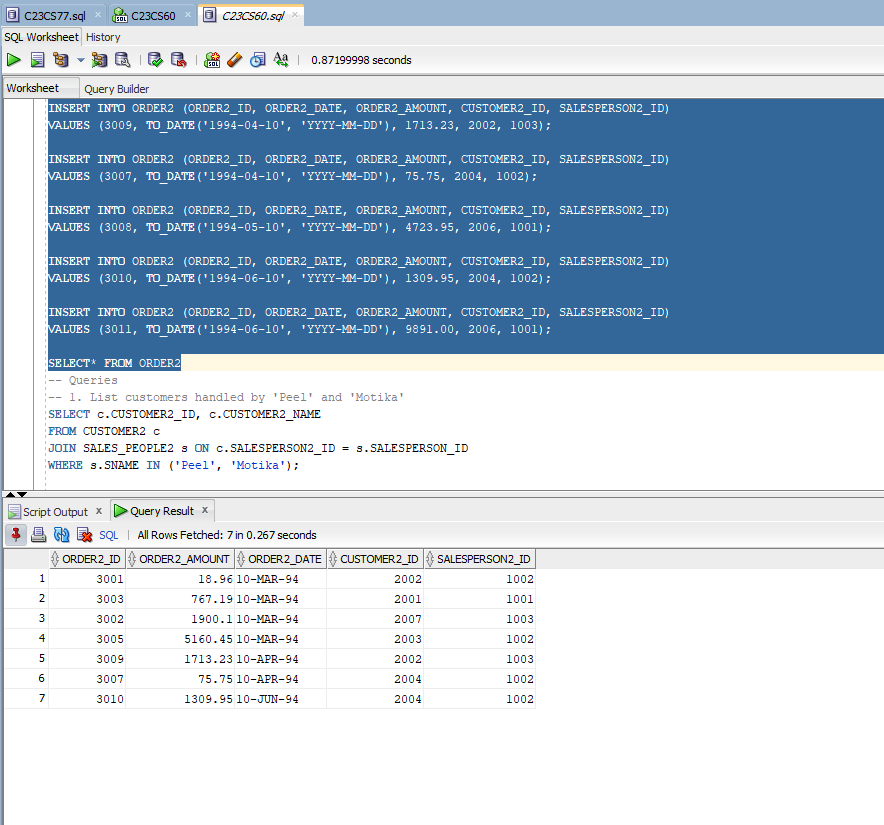 C23CS77.sql × C23CS60 × C23CS60.sql ×
SQL Worksheet History
0.87199998 seconds
Worksheet Query Builder
INSERT INTO ORDER2 (ORDER2_ID, ORDER2_DATE, ORDER2_AMOUNT, CUSTOMER2_ID, SALESPERSON2_ID)
VALUES (3009, TO_DATE('1994-04-10', 'YYYY-MM-DD'), 1713.23, 2002, 1003);
INSERT INTO ORDER2 (ORDER2_ID, ORDER2_DATE, ORDER2_AMOUNT, CUSTOMER2_ID, SALESPERSON2_ID)
VALUES (3007, TO_DATE('1994-04-10', 'YYYY-MM-DD'), 75.75, 2004, 1002);
INSERT INTO ORDER2 (ORDER2_ID, ORDER2_DATE, ORDER2_AMOUNT, CUSTOMER2_ID, SALESPERSON2_ID)
VALUES (3008, TO_DATE('1994-05-10', 'YYYY-MM-DD'), 4723.95, 2006, 1001);
INSERT INTO ORDER2 (ORDER2_ID, ORDER2_DATE, ORDER2_AMOUNT, CUSTOMER2_ID, SALESPERSON2_ID)
VALUES (3010, TO_DATE('1994-06-10', 'YYYY-MM-DD'), 1309.95, 2004, 1002);
INSERT INTO ORDER2 (ORDER2_ID, ORDER2_DATE, ORDER2_AMOUNT, CUSTOMER2_ID, SALESPERSON2_ID)
VALUES (3011, TO_DATE('1994-06-10', 'YYYY-MM-DD'), 9891.00, 2006, 1001);
SELECT* FROM ORDER2
-- Queries
-- 1. List customers handled by 'Peel' and 'Motika'
SELECT c.CUSTOMER2_ID, c.CUSTOMER2_NAME
FROM CUSTOMER2 c
JOIN SALES_PEOPLE2 s ON c.SALESPERSON2_ID = s.SALESPERSON_ID
WHERE s.SNAME IN ('Peel', 'Motika');
Script Output x Query Result x
SQL | All Rows Fetched: 7 in 0.267 seconds
ORDER2_ID ORDER2_AMOUNT ORDER2_DATE CUSTOMER2_ID SALESPERSON2_ID
1 3001 18.96 10-MAR-94 2002 1002
2 3003 767.19 10-MAR-94 2001 1001
3 3002 1900.1 10-MAR-94 2007 1003
4 3005 5160.45 10-MAR-94 2003 1002
5 3009 1713.23 10-APR-94 2002 1003
6 3007 75.75 10-APR-94 2004 1002
7 3010 1309.95 10-JUN-94 2004 1002